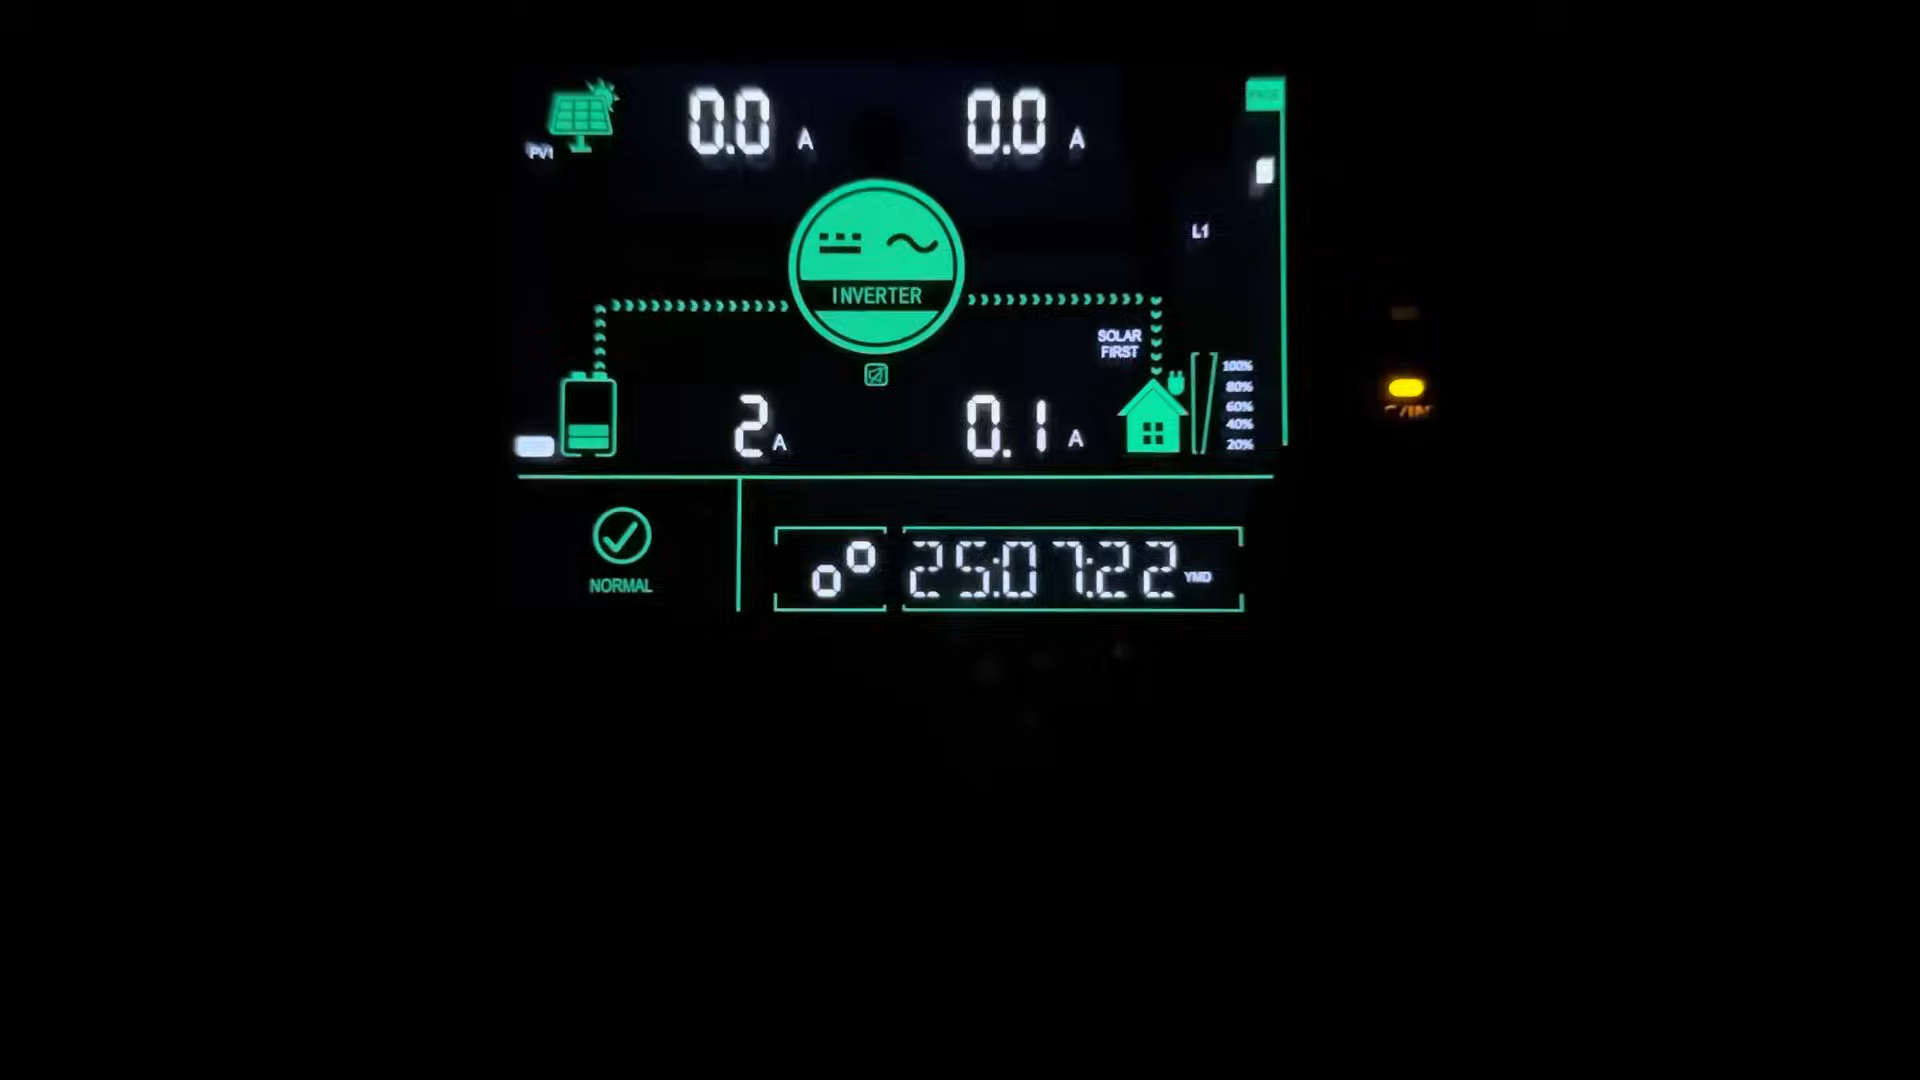 0.0 A 0.0 A
PV1
L1
INVERTER
SOLAR
FIRST
100%
80%
60%
40%
20%
2 A 0.1 A
NORMAL
25:07:22 YMD